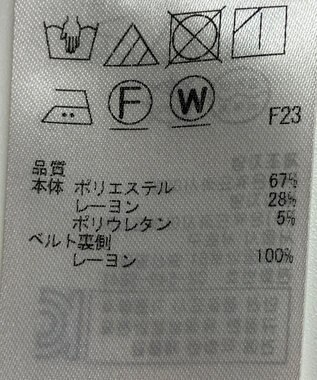 F W F23
品質
本体 ポリエステル 67%
レーヨン 28%
ポリウレタン 5%
ベルト裏側
レーヨン 100%